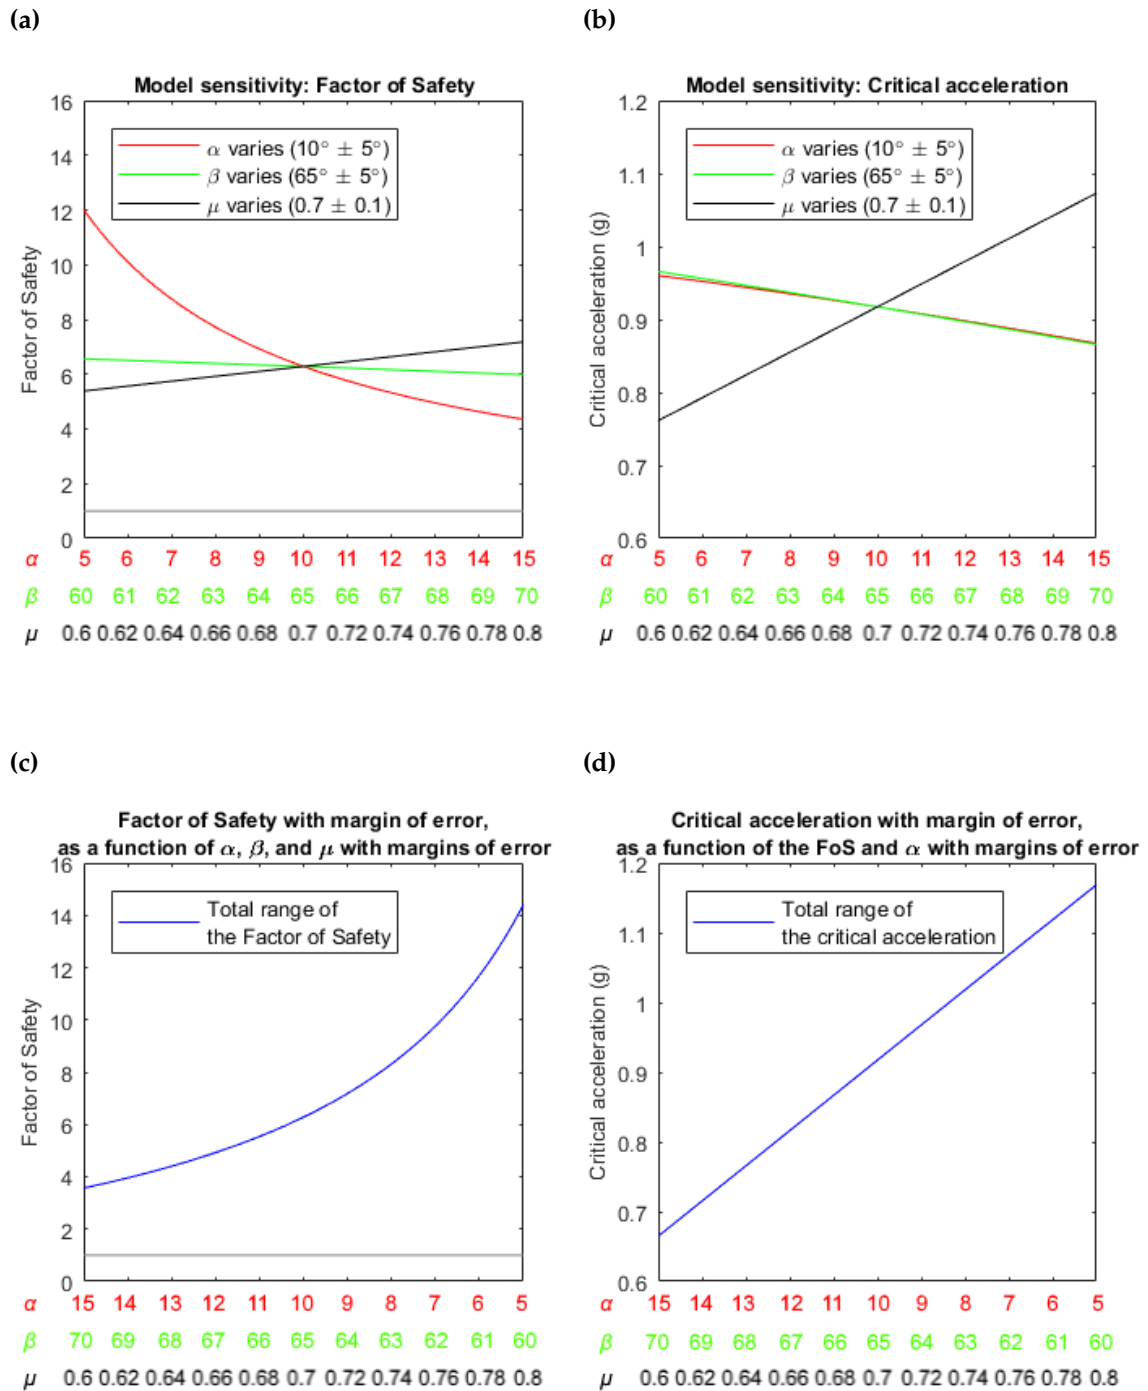 (a)
Model sensitivity: Factor of Safety
16
14
12
10
8
6
4
2
0
Factor of Safety
α varies (10° ± 5°)
β varies (65° ± 5°)
μ varies (0.7 ± 0.1)
α 5 6 7 8 9 10 11 12 13 14 15
β 60 61 62 63 64 65 66 67 68 69 70
μ 0.6 0.62 0.64 0.66 0.68 0.7 0.72 0.74 0.76 0.78 0.8
(b)
Model sensitivity: Critical acceleration
1.2
1.1
1
0.9
0.8
0.7
0.6
Critical acceleration (g)
α varies (10° ± 5°)
β varies (65° ± 5°)
μ varies (0.7 ± 0.1)
α 5 6 7 8 9 10 11 12 13 14 15
β 60 61 62 63 64 65 66 67 68 69 70
μ 0.6 0.62 0.64 0.66 0.68 0.7 0.72 0.74 0.76 0.78 0.8
(c)
Factor of Safety with margin of error,
as a function of α, β, and μ with margins of error
16
14
12
10
8
6
4
2
0
Factor of Safety
Total range of
the Factor of Safety
α 15 14 13 12 11 10 9 8 7 6 5
β 70 69 68 67 66 65 64 63 62 61 60
μ 0.6 0.62 0.64 0.66 0.68 0.7 0.72 0.74 0.76 0.78 0.8
(d)
Critical acceleration with margin of error,
as a function of the FoS and α with margins of error
1.2
1.1
1
0.9
0.8
0.7
0.6
Critical acceleration (g)
Total range of
the critical acceleration
α 15 14 13 12 11 10 9 8 7 6 5
β 70 69 68 67 66 65 64 63 62 61 60
μ 0.6 0.62 0.64 0.66 0.68 0.7 0.72 0.74 0.76 0.78 0.8